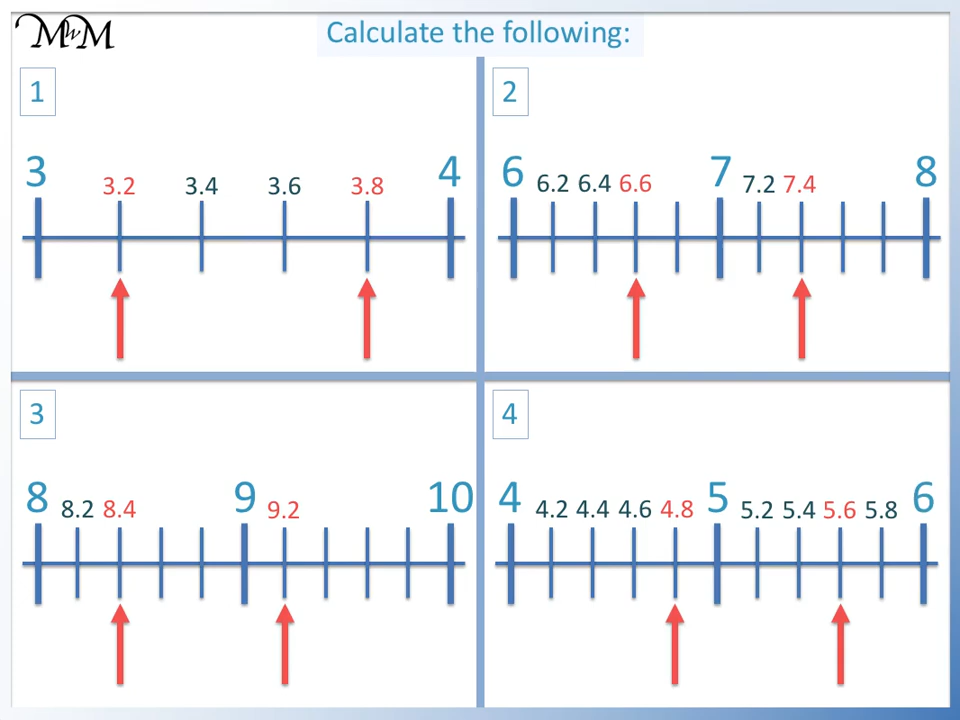 MwM
Calculate the following:
1
3 3.2 3.4 3.6 3.8 4
2
6 6.2 6.4 6.6 7 7.2 7.4 8
3
8 8.2 8.4 9 9.2 10
4
4 4.2 4.4 4.6 4.8 5 5.2 5.4 5.6 5.8 6